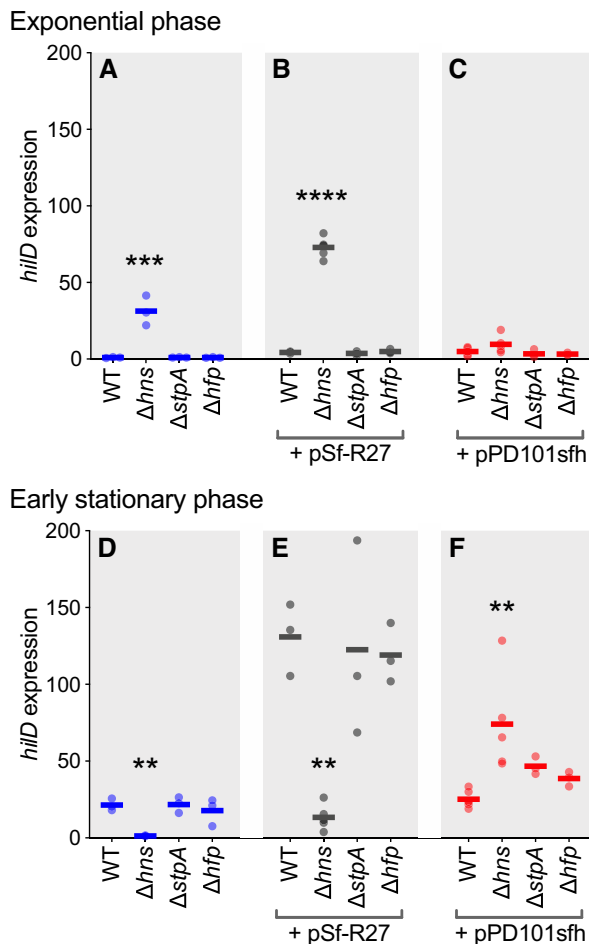 Exponential phase
A B C
200
150
100
50
0
hilD expression
***
****
WT Δhns ΔstpA Δhfp WT Δhns ΔstpA Δhfp WT Δhns ΔstpA Δhfp
+ pSf-R27 + pPD101sfh
Early stationary phase
D E F
200
150
100
50
0
hilD expression
** ** **
WT Δhns ΔstpA Δhfp WT Δhns ΔstpA Δhfp WT Δhns ΔstpA Δhfp
+ pSf-R27 + pPD101sfh